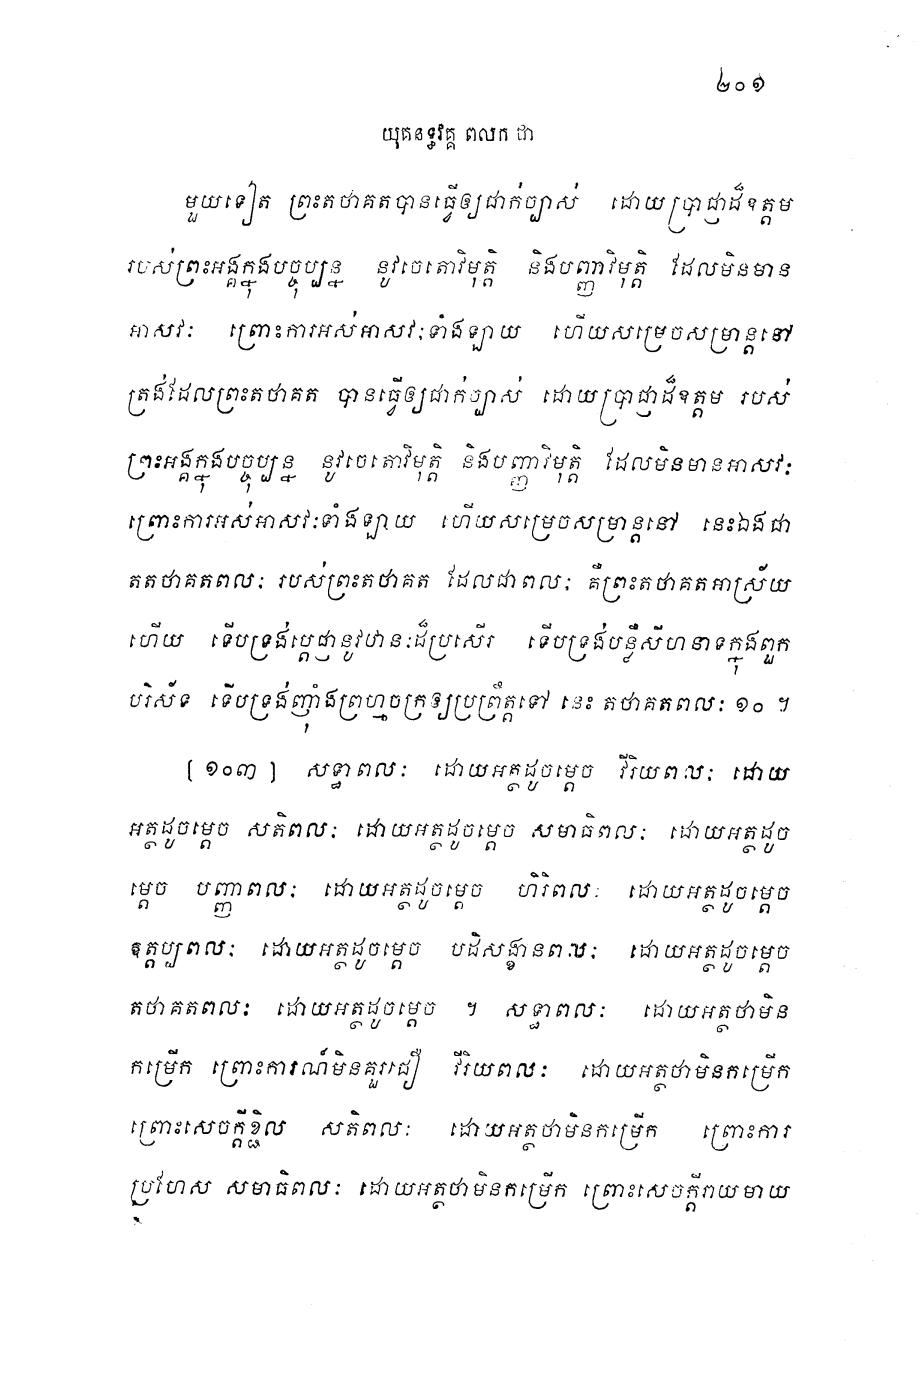 ២០១
យុគនទ្ធវគ្គ ពលកថា
មួយទៀត ព្រះតថាគតបានធ្វើឲ្យជាក់ច្បាស់ ដោយប្រាជ្ញាដ៏ឧត្តម
របស់ព្រះអង្គក្នុងបច្ចុប្បន្ន នូវចេតោវិមុត្តិ និងបញ្ញាវិមុត្តិ ដែលមិនមាន
អាសវៈ ព្រោះការអស់អាសវៈទាំងឡាយ ហើយសម្រេចសម្រាន្តនៅ
ត្រង់ដែលព្រះតថាគត បានធ្វើឲ្យជាក់ច្បាស់ ដោយប្រាជ្ញាដ៏ឧត្តម របស់
ព្រះអង្គក្នុងបច្ចុប្បន្ន នូវចេតោវិមុត្តិ និងបញ្ញាវិមុត្តិ ដែលមិនមានអាសវៈ
ព្រោះការអស់អាសវៈទាំងឡាយ ហើយសម្រេចសម្រាន្តនៅ នេះឯងជា
តតថាគតពលៈ របស់ព្រះតថាគត ដែលជាពលៈ គឺព្រះតថាគតអាស្រ័យ
ហើយ ទើបទ្រង់ប្តេជ្ញានូវឋានៈដ៏ប្រសើរ ទើបទ្រង់បន្លឺសីហនាទក្នុងពួក
បរិស័ទ ទើបទ្រង់ញ៉ាំងព្រហ្មចក្រឲ្យប្រព្រឹត្តទៅ នេះ តថាគតពលៈ ១០ ។
[ ១០៣ ] សទ្ធាពលៈ ដោយអត្ថដូចម្តេច វីរិយពលៈ ដោយ
អត្ថដូចម្តេច សតិពលៈ ដោយអត្ថដូចម្តេច សមាធិពលៈ ដោយអត្ថដូច
ម្តេច បញ្ញាពលៈ ដោយអត្ថដូចម្តេច ហិរិពលៈ ដោយអត្ថដូចម្តេច
ឧត្តប្បពលៈ ដោយអត្ថដូចម្តេច បដិសង្ខានពលៈ ដោយអត្ថដូចម្តេច
តថាគតពលៈ ដោយអត្ថដូចម្តេច ។ សទ្ធាពលៈ ដោយអត្ថថាមិន
កម្រើក ព្រោះការណ៍មិនគួរជឿ វីរិយពលៈ ដោយអត្ថថាមិនកម្រើក
ព្រោះសេចក្តីខ្ជិល សតិពលៈ ដោយអត្ថថាមិនកម្រើក ព្រោះការ
ប្រហែស សមាធិពលៈ ដោយអត្ថថាមិនកម្រើក ព្រោះសេចក្តីរាយមាយ